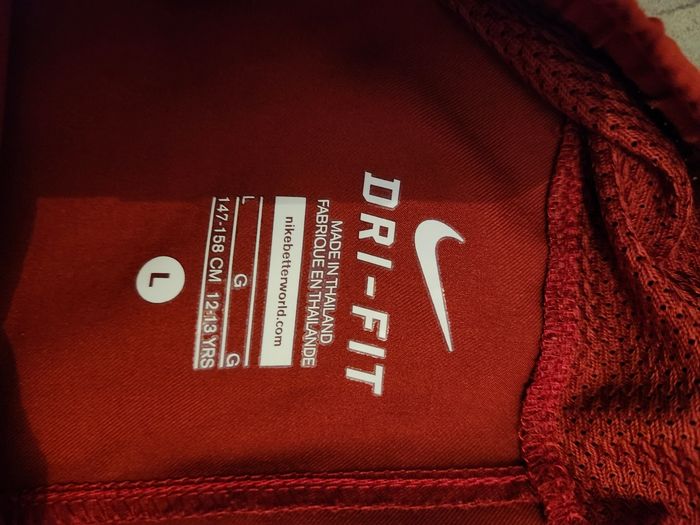 DRI-FIT
MADE IN THAILAND
FABRIQUE EN THAILANDE
nikebetterworld.com
L G G
147-158 CM 12-13 YRS
L